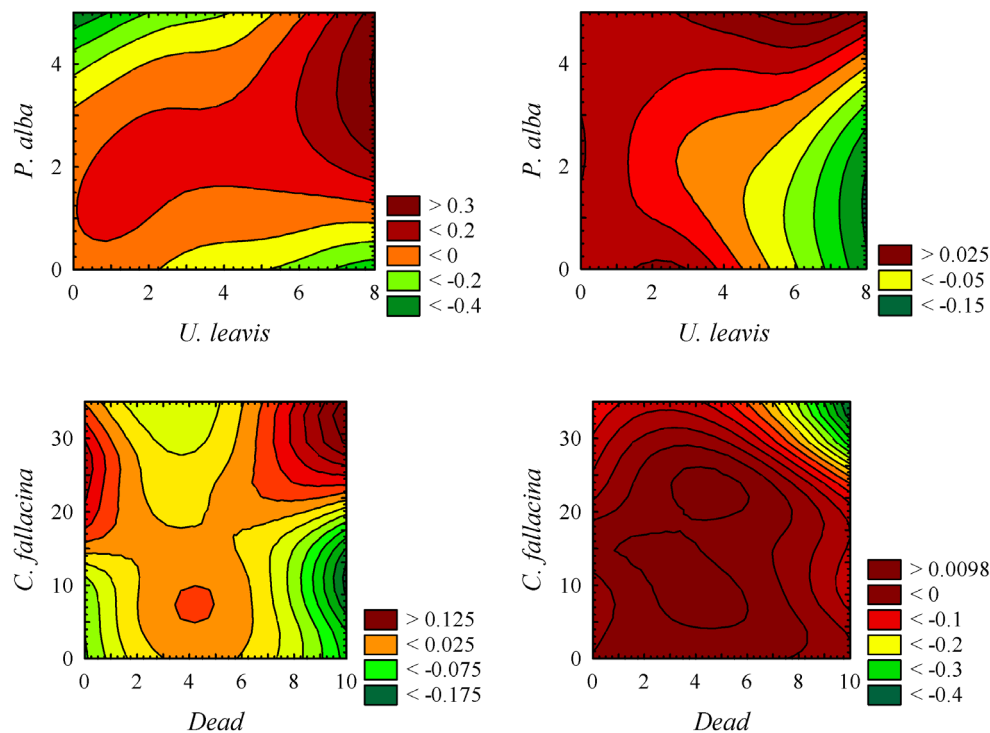 P. alba
4
2
0
0 2 4 6 8
U. leavis
> 0.3
< 0.2
< 0
< -0.2
< -0.4
P. alba
4
2
0
0 2 4 6 8
U. leavis
> 0.025
< -0.05
< -0.15
C. fallacina
30
20
10
0
0 2 4 6 8 10
Dead
> 0.125
< 0.025
< -0.075
< -0.175
C. fallacina
30
20
10
0
0 2 4 6 8 10
Dead
> 0.0098
< 0
< -0.1
< -0.2
< -0.3
< -0.4